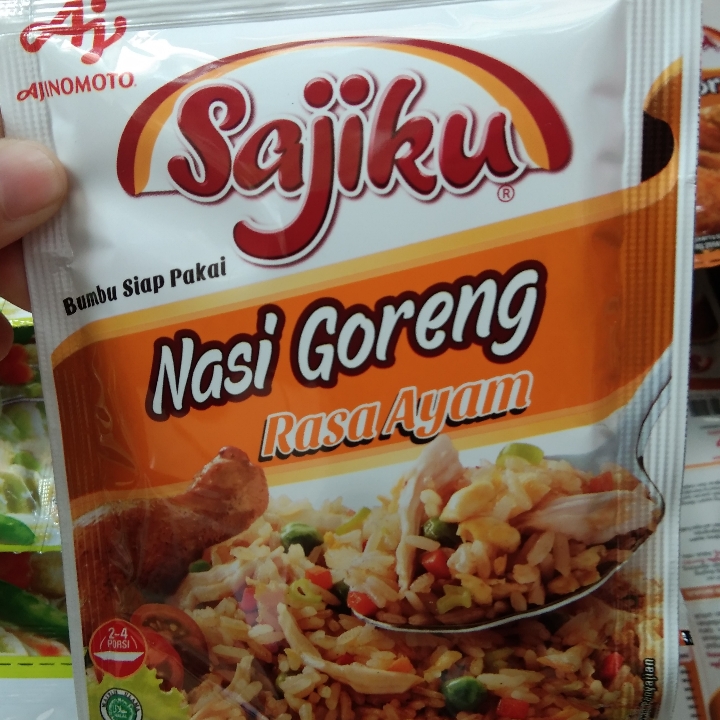 AJINOMOTO
Sajiku
®
Bumbu Siap Pakai
Nasi Goreng
Rasa Ayam
2-4
PORSI